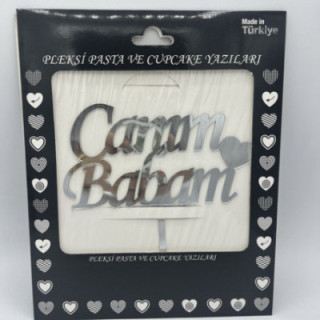 Made in
Türkiye
PLEKSİ PASTA VE CUPCAKE YAZILARI
Canım
Babam
PLEKSİ PASTA VE CUPCAKE YAZILARI